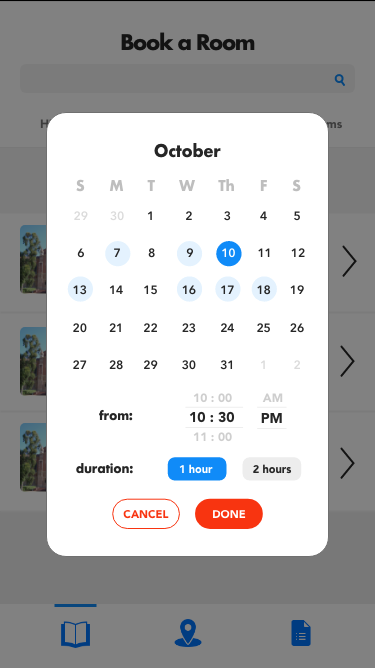 Book a Room
H
ms
October
S M T W Th F S
29 30 1 2 3 4 5
6 7 8 9 10 11 12
13 14 15 16 17 18 19
20 21 22 23 24 25 26
27 28 29 30 31 1 2
10 : 00 AM
from: 10 : 30 PM
11 : 00
duration: 1 hour 2 hours
CANCEL DONE